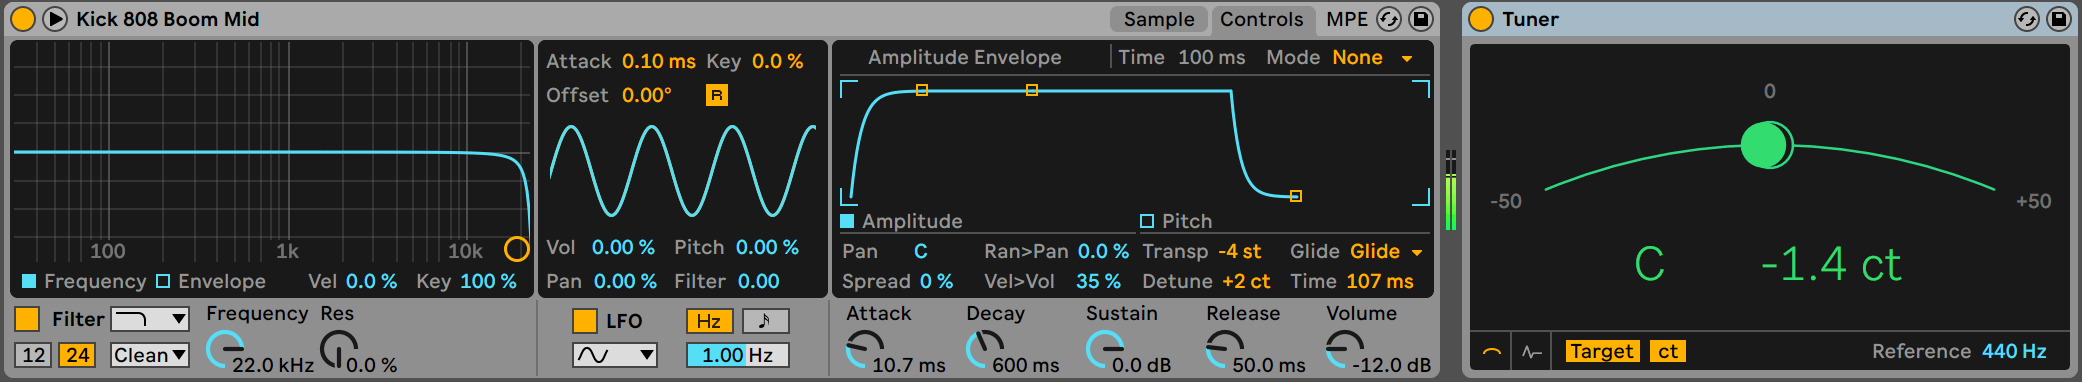 Kick 808 Boom Mid Sample Controls MPE
Tuner
Attack 0.10 ms Key 0.0 %
Offset 0.00° R
Vol 0.00 % Pitch 0.00 %
Pan 0.00 % Filter 0.00
100 1k 10k
Frequency Envelope Vel 0.0 % Key 100 %
Amplitude Envelope Time 100 ms Mode None
Amplitude Pitch
Pan C Ran>Pan 0.0 % Transp -4 st Glide Glide
Spread 0 % Vel>Vol 35 % Detune +2 ct Time 107 ms
Filter Frequency Res
12 24 Clean 22.0 kHz 0.0 %
LFO Hz
1.00 Hz
Attack Decay Sustain Release Volume
10.7 ms 600 ms 0.0 dB 50.0 ms -12.0 dB
0
-50 +50
C -1.4 ct
Target ct Reference 440 Hz